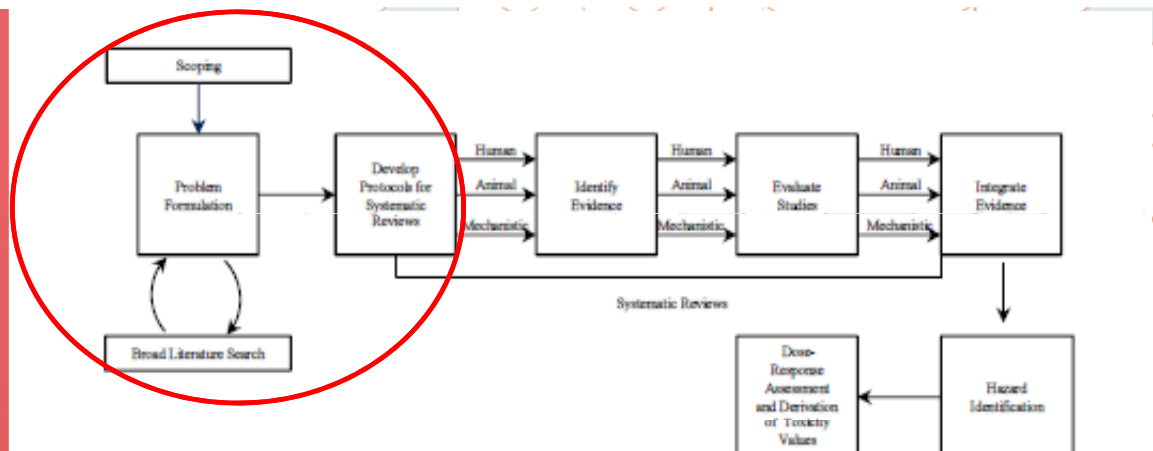 Scoping
Problem
Formulation
Broad Literature Search
Develop
Protocols for
Systematic
Reviews
Human
Animal
Mechanistic
Identify
Evidence
Human
Animal
Mechanistic
Evaluate
Studies
Human
Animal
Mechanistic
Integrate
Evidence
Systematic Reviews
Dose-
Response
Assessment
and Derivation
of Toxicity
Values
Hazard
Identification